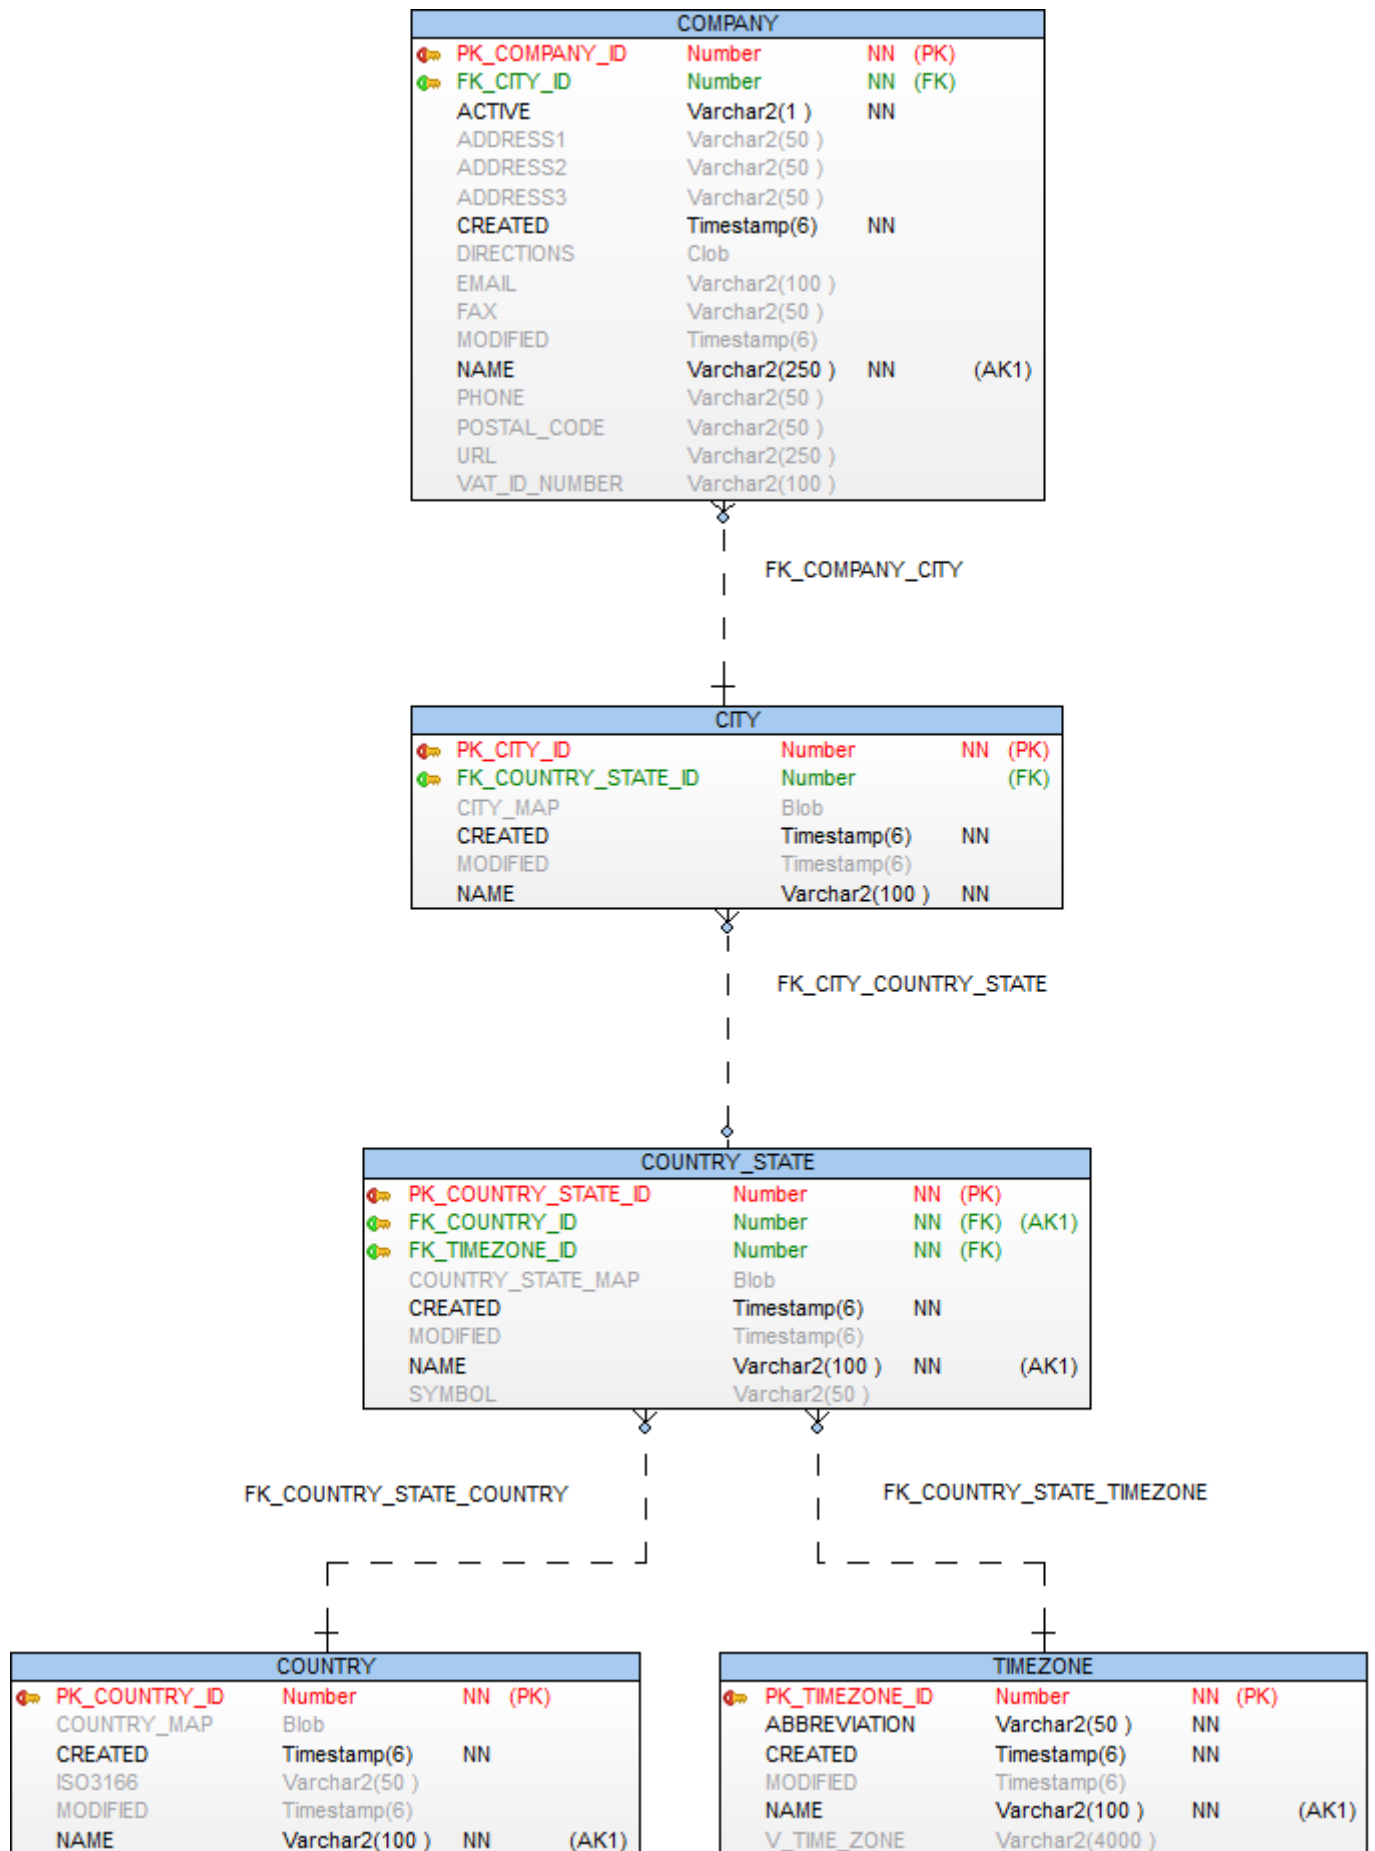 COMPANY
PK_COMPANY_ID Number NN (PK)
FK_CITY_ID Number NN (FK)
ACTIVE Varchar2(1 ) NN
ADDRESS1 Varchar2(50 )
ADDRESS2 Varchar2(50 )
ADDRESS3 Varchar2(50 )
CREATED Timestamp(6) NN
DIRECTIONS Clob
EMAIL Varchar2(100 )
FAX Varchar2(50 )
MODIFIED Timestamp(6)
NAME Varchar2(250 ) NN (AK1)
PHONE Varchar2(50 )
POSTAL_CODE Varchar2(50 )
URL Varchar2(250 )
VAT_ID_NUMBER Varchar2(100 )
FK_COMPANY_CITY
CITY
PK_CITY_ID Number NN (PK)
FK_COUNTRY_STATE_ID Number (FK)
CITY_MAP Blob
CREATED Timestamp(6) NN
MODIFIED Timestamp(6)
NAME Varchar2(100 ) NN
FK_CITY_COUNTRY_STATE
COUNTRY_STATE
PK_COUNTRY_STATE_ID Number NN (PK)
FK_COUNTRY_ID Number NN (FK) (AK1)
FK_TIMEZONE_ID Number NN (FK)
COUNTRY_STATE_MAP Blob
CREATED Timestamp(6) NN
MODIFIED Timestamp(6)
NAME Varchar2(100 ) NN (AK1)
SYMBOL Varchar2(50 )
FK_COUNTRY_STATE_COUNTRY
FK_COUNTRY_STATE_TIMEZONE
COUNTRY
PK_COUNTRY_ID Number NN (PK)
COUNTRY_MAP Blob
CREATED Timestamp(6) NN
ISO3166 Varchar2(50 )
MODIFIED Timestamp(6)
NAME Varchar2(100 ) NN (AK1)
TIMEZONE
PK_TIMEZONE_ID Number NN (PK)
ABBREVIATION Varchar2(50 ) NN
CREATED Timestamp(6) NN
MODIFIED Timestamp(6)
NAME Varchar2(100 ) NN (AK1)
V_TIME_ZONE Varchar2(4000 )